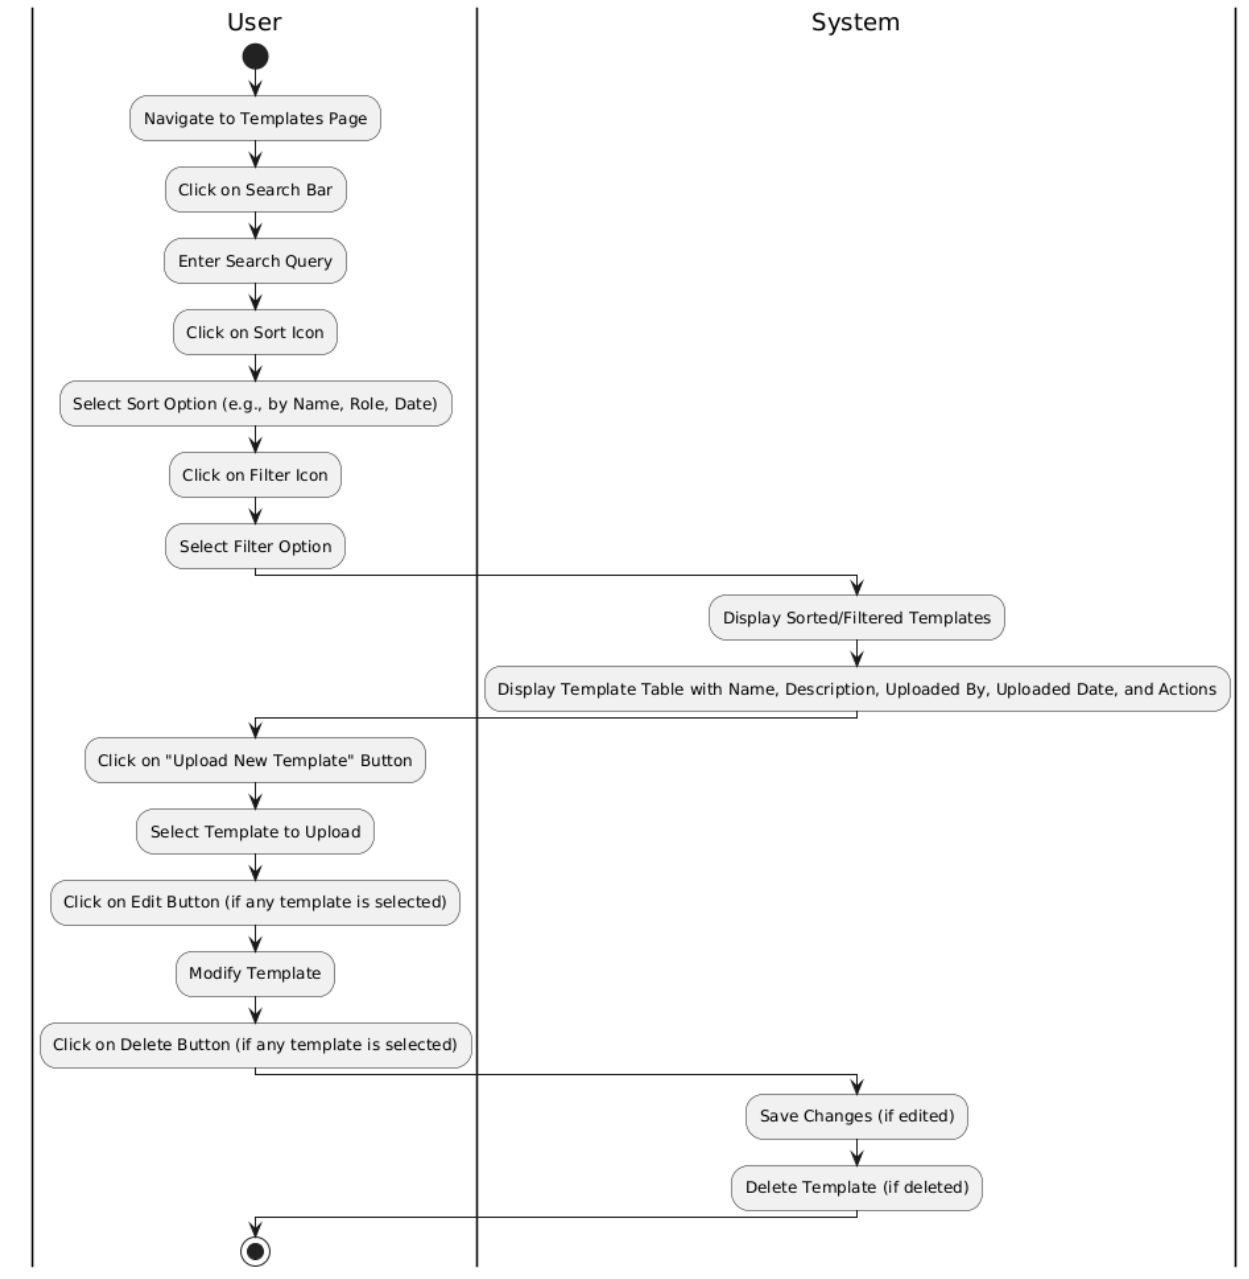 User
System
Navigate to Templates Page
Click on Search Bar
Enter Search Query
Click on Sort Icon
Select Sort Option (e.g., by Name, Role, Date)
Click on Filter Icon
Select Filter Option
Display Sorted/Filtered Templates
Display Template Table with Name, Description, Uploaded By, Uploaded Date, and Actions
Click on "Upload New Template" Button
Select Template to Upload
Click on Edit Button (if any template is selected)
Modify Template
Click on Delete Button (if any template is selected)
Save Changes (if edited)
Delete Template (if deleted)